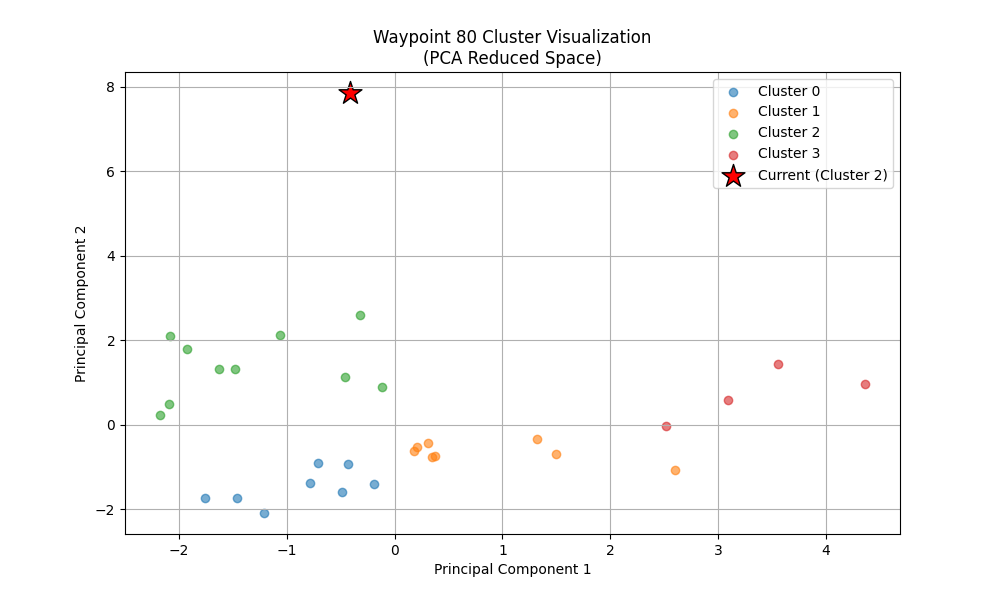 Waypoint 80 Cluster Visualization
(PCA Reduced Space)
Principal Component 2
8
6
4
2
0
−2
Cluster 0
Cluster 1
Cluster 2
Cluster 3
Current (Cluster 2)
−2
−1
0
1
2
3
4
Principal Component 1